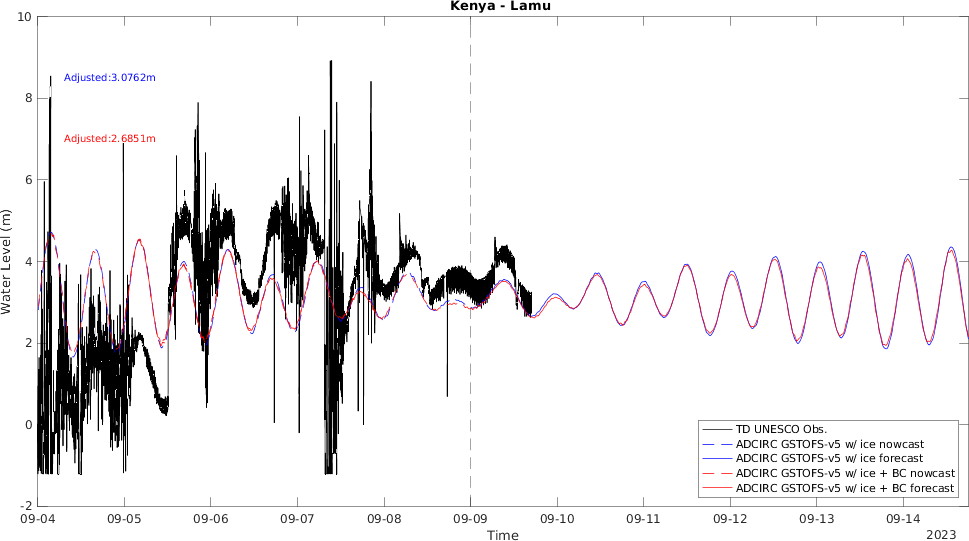 Kenya - Lamu
10
8
6
4
2
0
-2
Water Level (m)
Adjusted:3.0762m
Adjusted:2.6851m
TD UNESCO Obs.
ADCIRC GSTOFS-v5 w/ ice nowcast
ADCIRC GSTOFS-v5 w/ ice forecast
ADCIRC GSTOFS-v5 w/ ice + BC nowcast
ADCIRC GSTOFS-v5 w/ ice + BC forecast
09-04 09-05 09-06 09-07 09-08 09-09 09-10 09-11 09-12 09-13 09-14
Time
2023